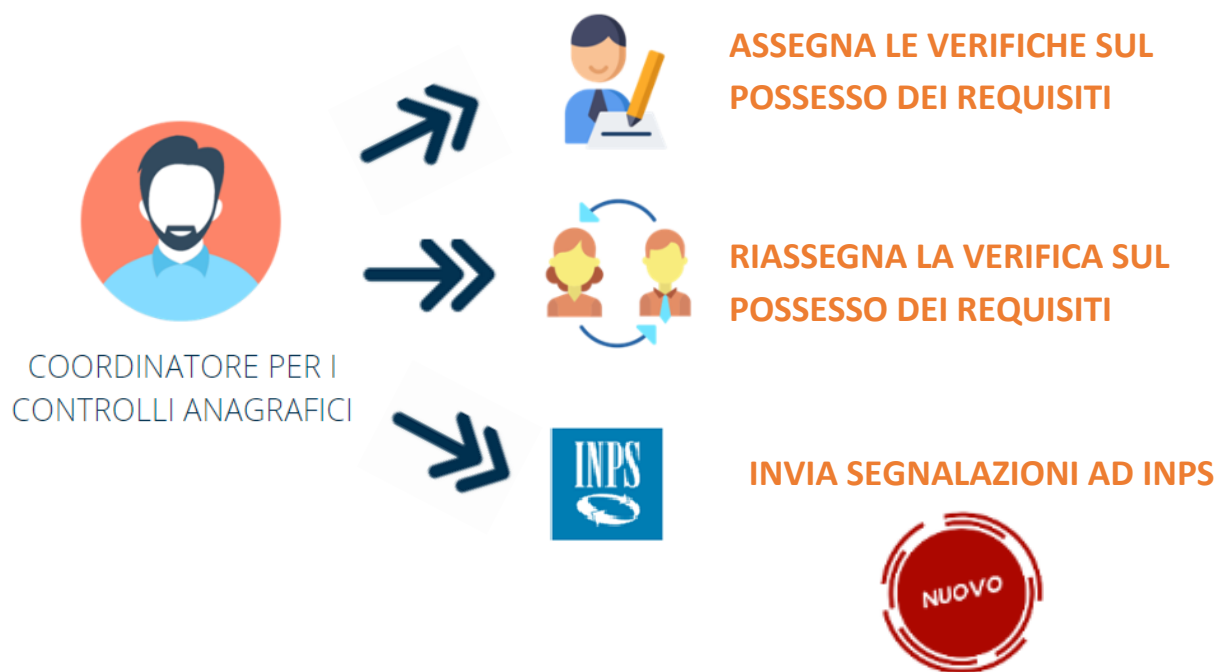 ASSEGNA LE VERIFICHE SUL
POSSESSO DEI REQUISITI
RIASSEGNA LA VERIFICA SUL
POSSESSO DEI REQUISITI
COORDINATORE PER I
CONTROLLI ANAGRAFICI
INPS
INVIA SEGNALAZIONI AD INPS
NUOVO